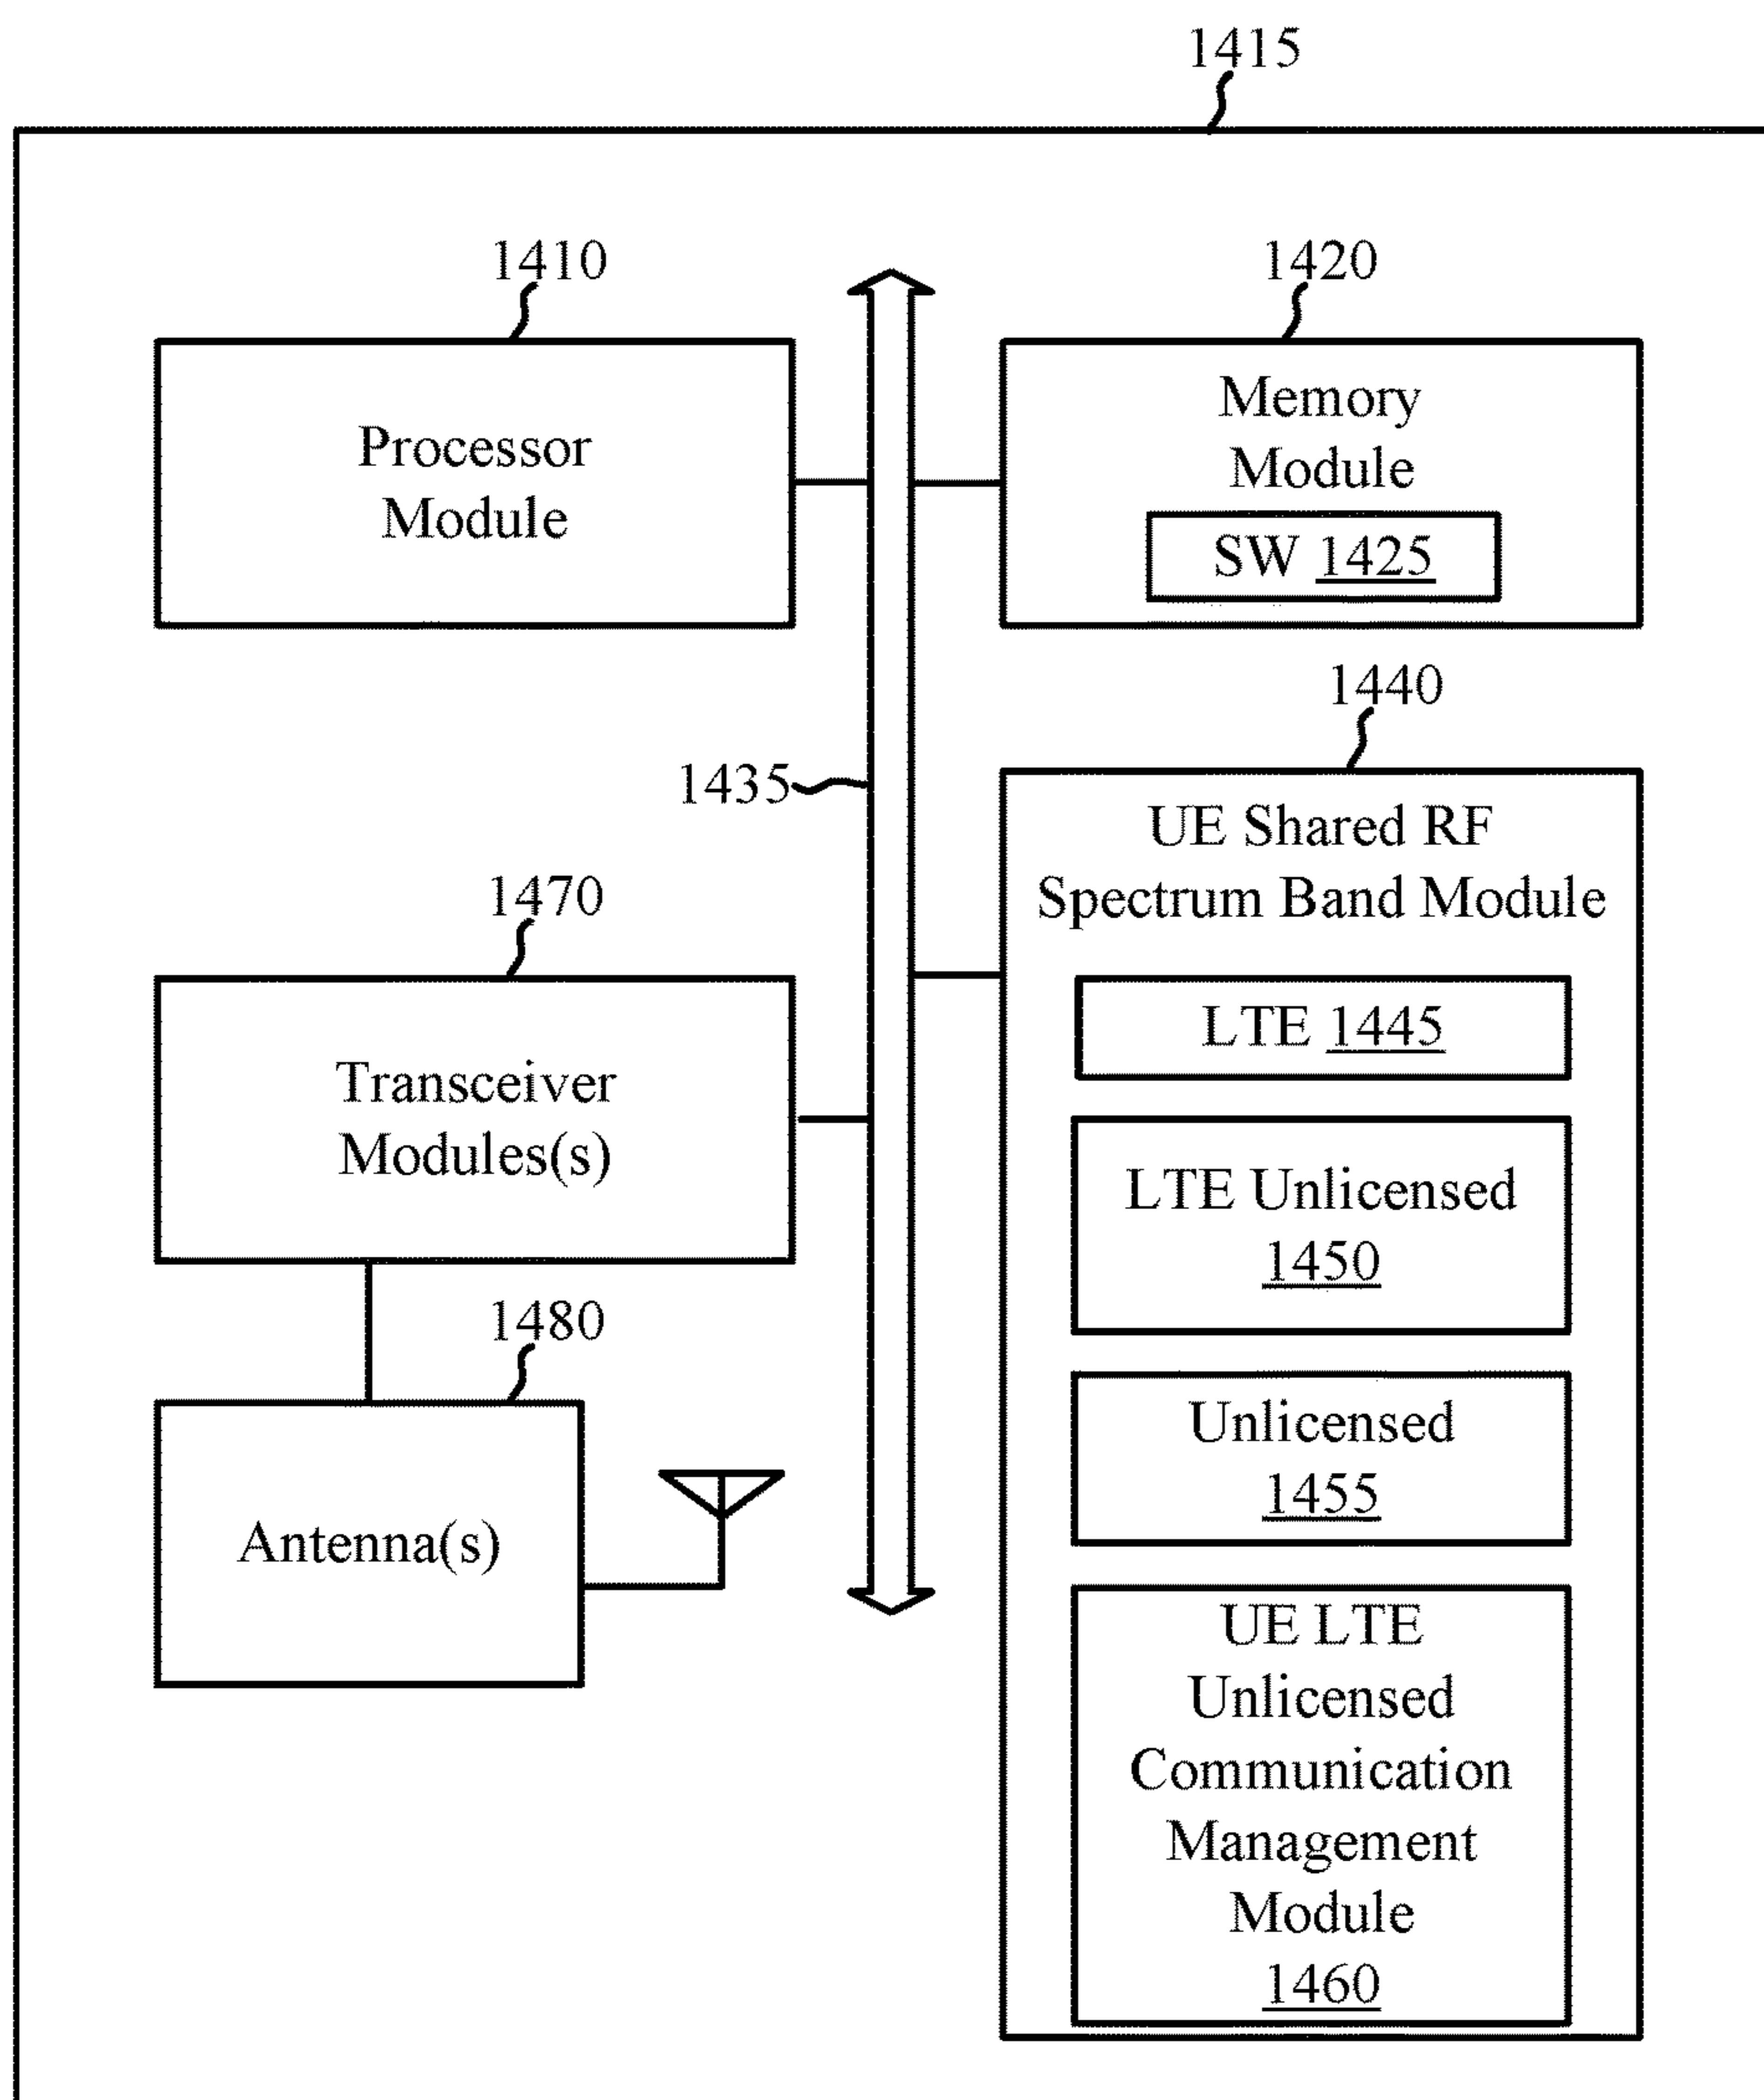 1415
1410
Processor
Module
1420
Memory
Module
SW 1425
1435
1440
UE Shared RF
Spectrum Band Module
LTE 1445
LTE Unlicensed
1450
Unlicensed
1455
UE LTE
Unlicensed
Communication
Management
Module
1460
1470
Transceiver
Modules(s)
1480
Antenna(s)